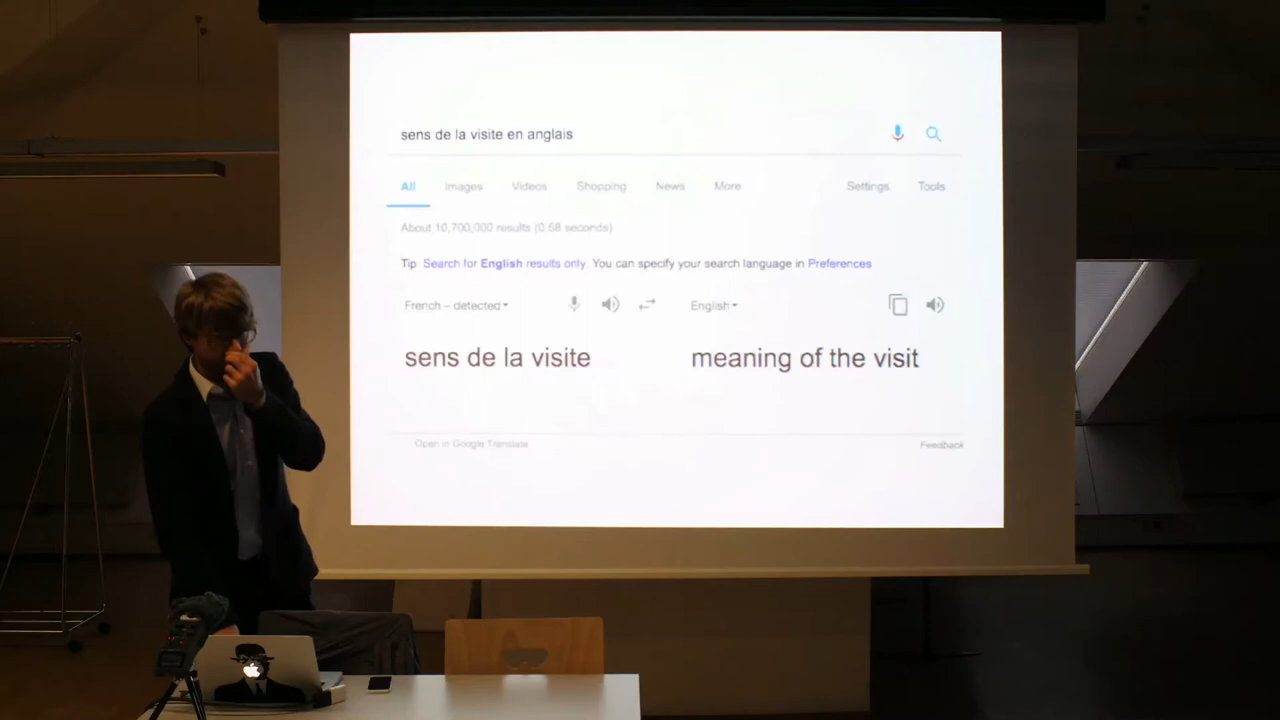 sens de la visite en anglais
All Images Videos Shopping News More Settings Tools
About 10,700,000 results (0.58 seconds)
Tip: Search for English results only. You can specify your search language in Preferences
French – detected English
sens de la visite meaning of the visit
Open in Google Translate Feedback